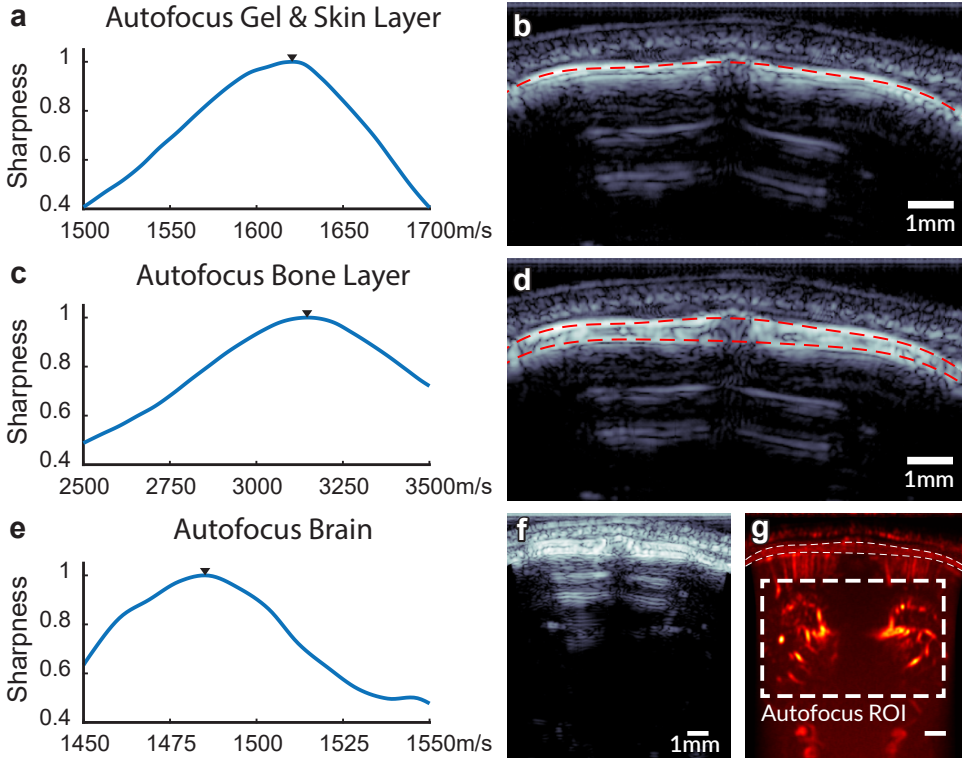 a
Autofocus Gel & Skin Layer
Sharpness
1
0.8
0.6
0.4
1500
1550
1600
1650
1700m/s
b
1mm
c
Autofocus Bone Layer
Sharpness
1
0.8
0.6
0.4
2500
2750
3000
3250
3500m/s
d
1mm
e
Autofocus Brain
Sharpness
1
0.8
0.6
0.4
1450
1475
1500
1525
1550m/s
f
1mm
g
Autofocus ROI